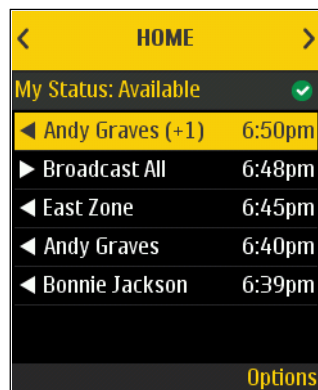 HOME
My Status: Available
Andy Graves (+1) 6:50pm
Broadcast All 6:48pm
East Zone 6:45pm
Andy Graves 6:40pm
Bonnie Jackson 6:39pm
Options